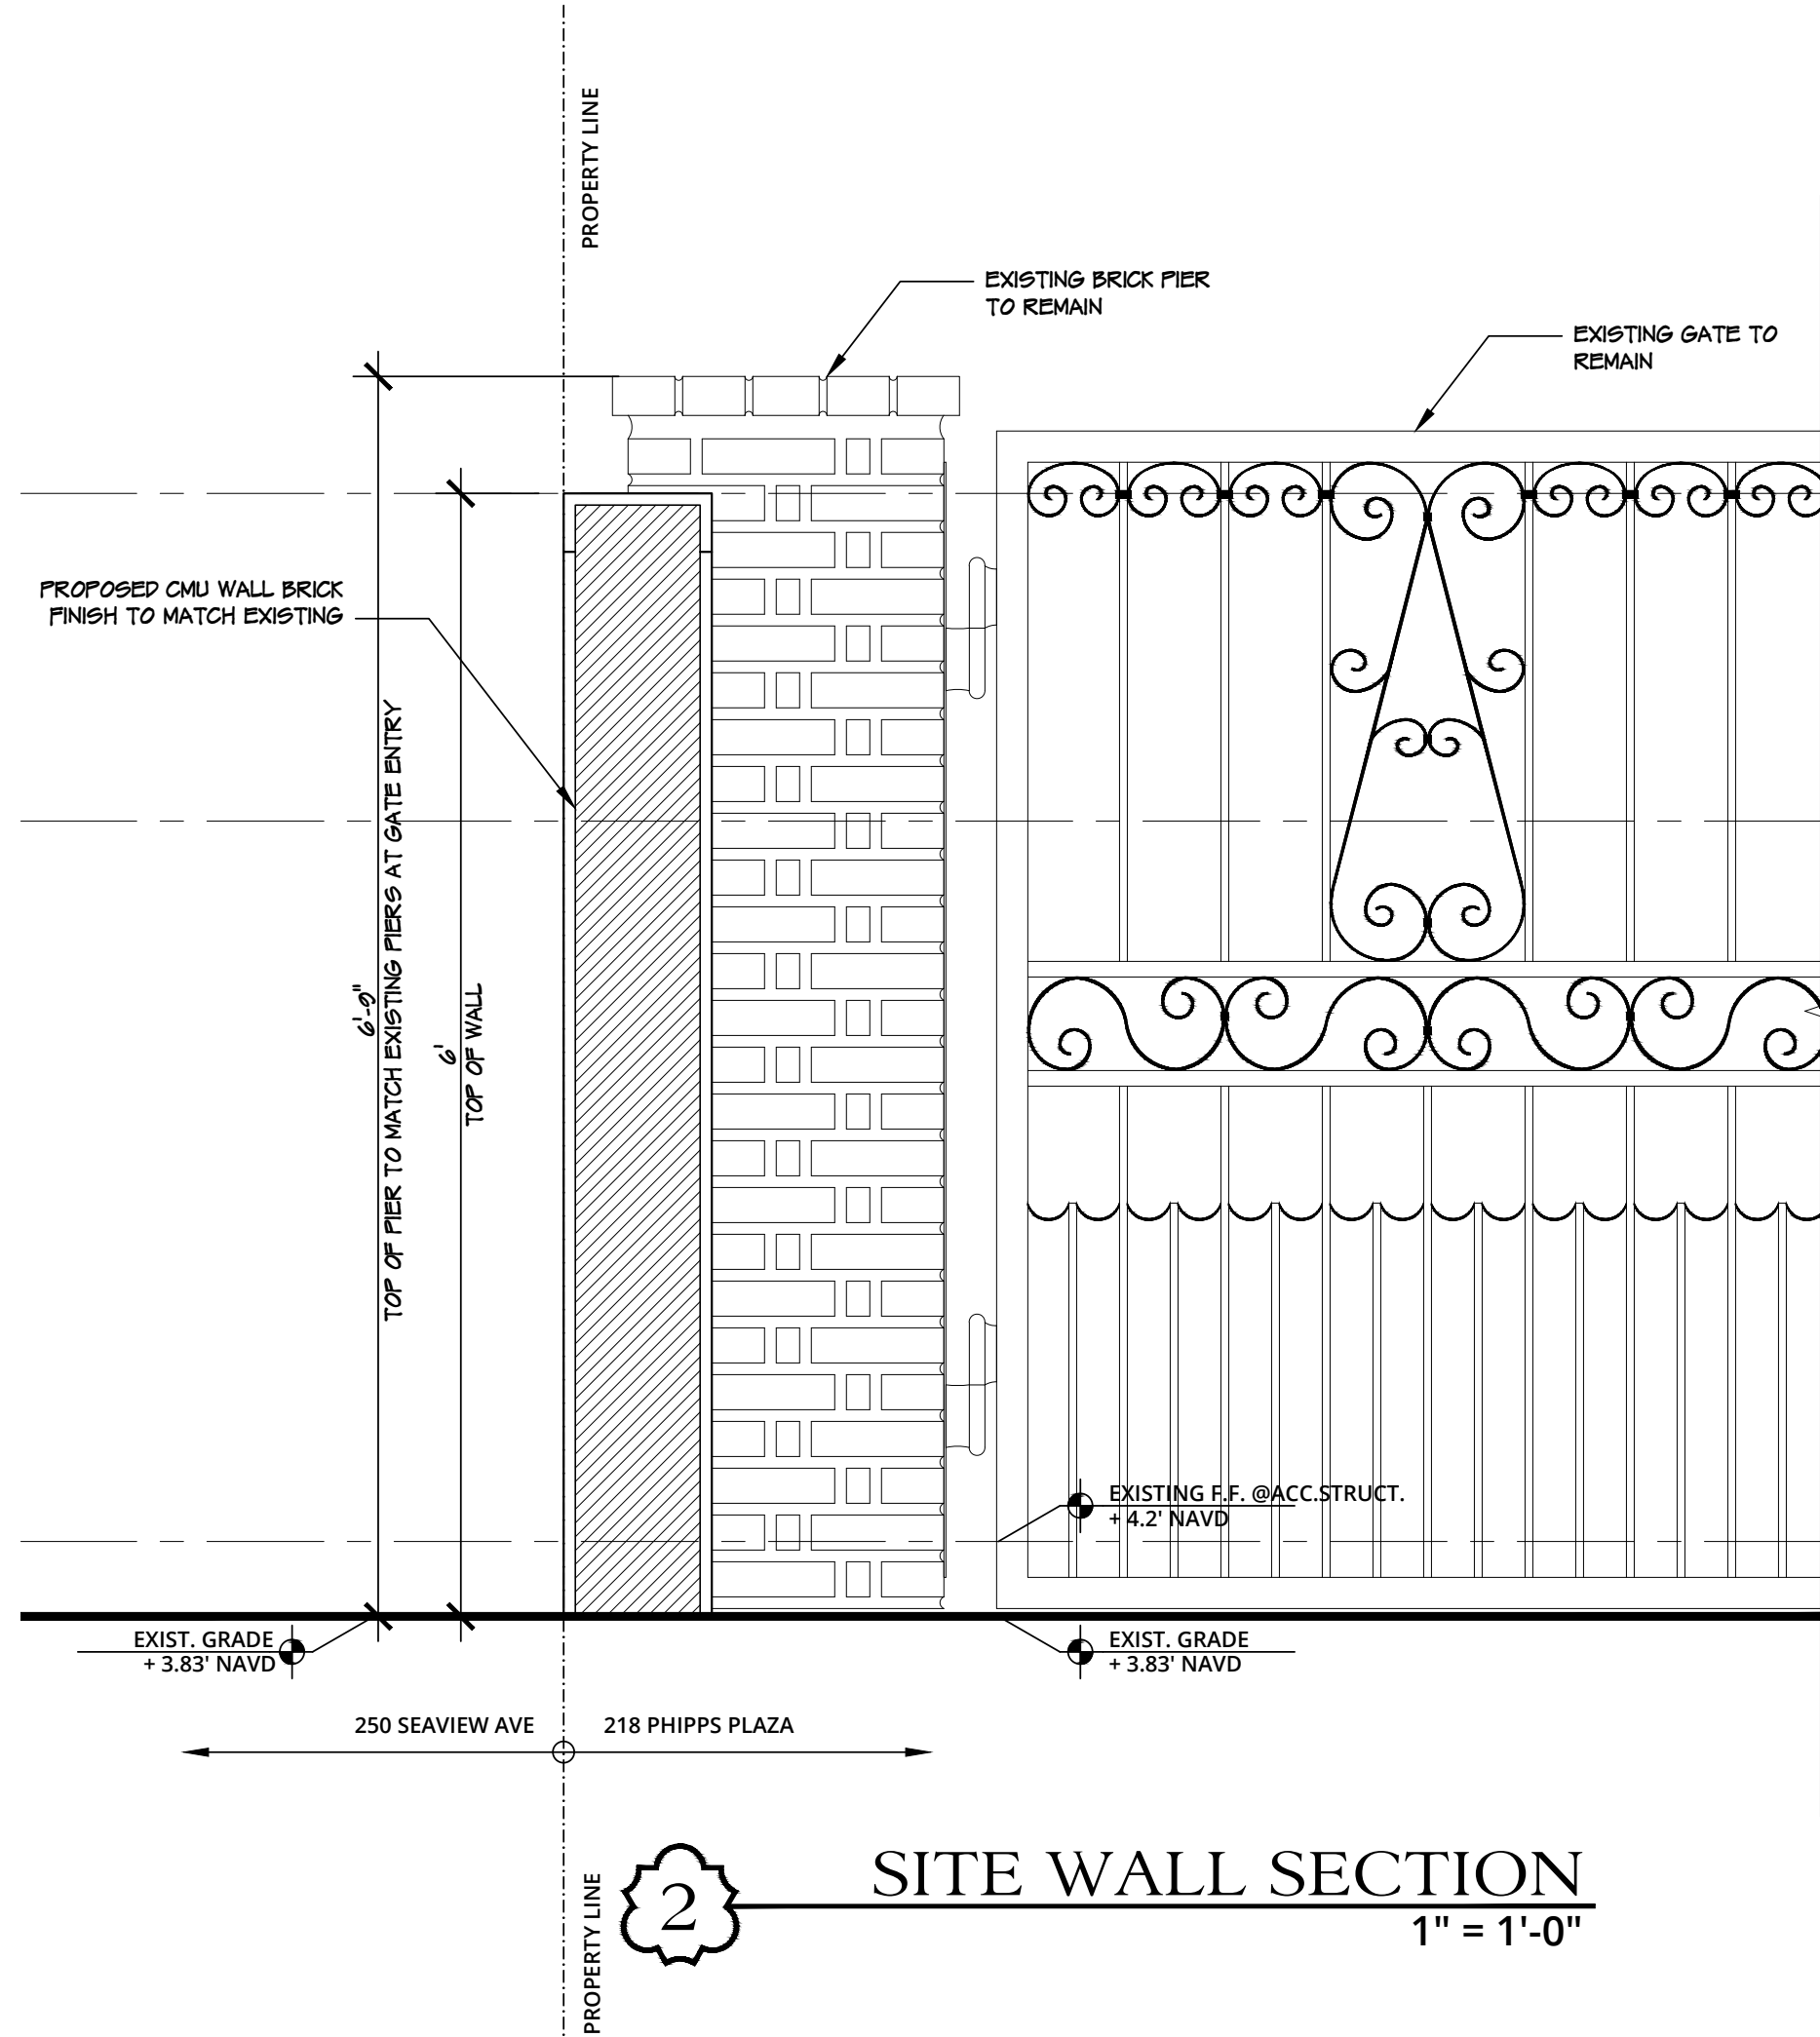 PROPERTY LINE
EXISTING BRICK PIER
TO REMAIN
EXISTING GATE TO
REMAIN
PROPOSED CMU WALL BRICK
FINISH TO MATCH EXISTING
6'-9"
TOP OF PIER TO MATCH EXISTING PIERS AT GATE ENTRY
6'
TOP OF WALL
EXISTING F.F. @ACC.STRUCT.
+ 4.2' NAVD
EXIST. GRADE
+ 3.83' NAVD
EXIST. GRADE
+ 3.83' NAVD
250 SEAVIEW AVE
218 PHIPPS PLAZA
PROPERTY LINE
2
SITE WALL SECTION
1" = 1'-0"